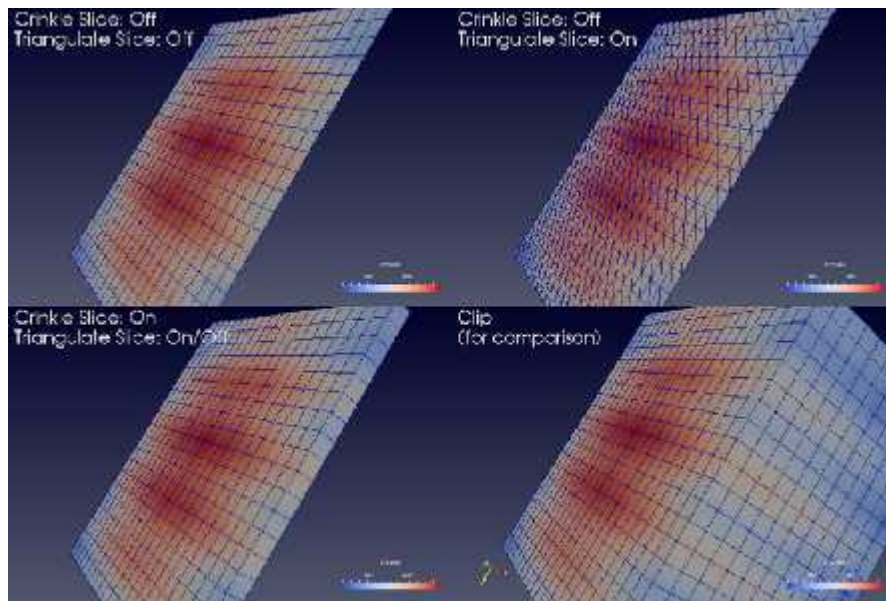 Crinkle Slice: Off
Triangulate Slice: Off
Crinkle Slice: Off
Triangulate Slice: On
Crinkle Slice: On
Triangulate Slice: On/Off
Clip
(for comparison)